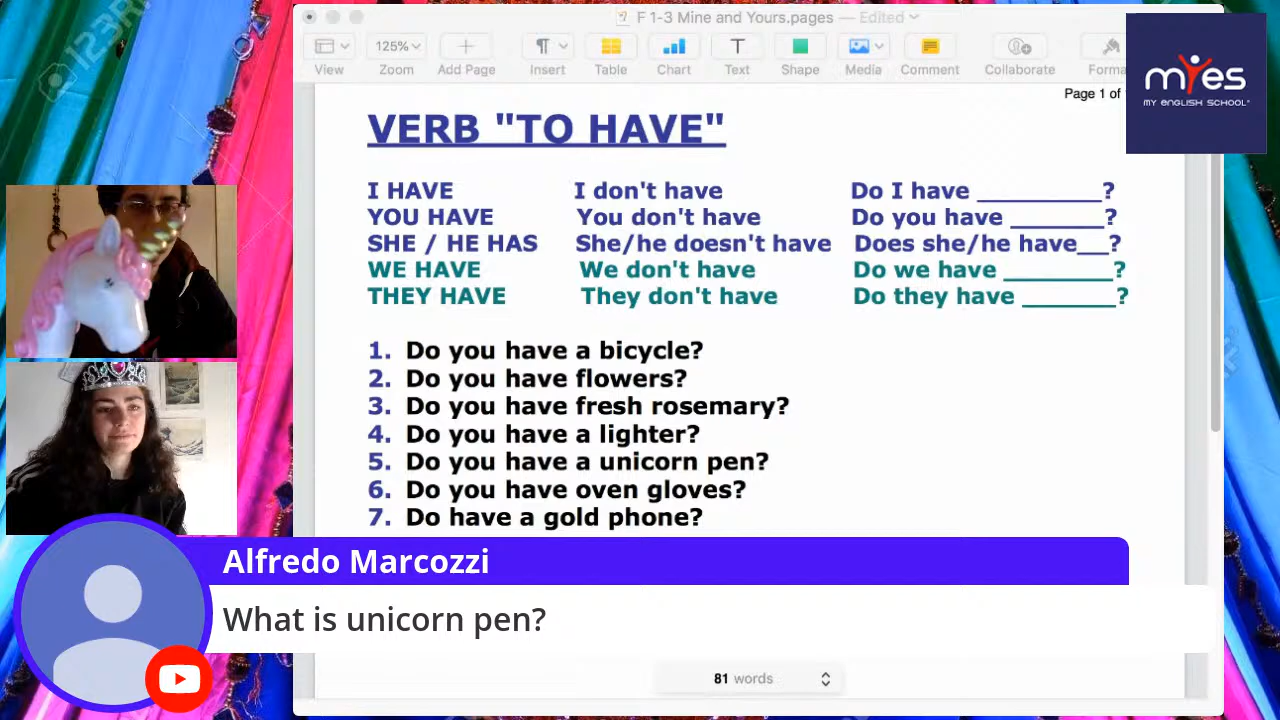 F 1-3 Mine and Yours.pages — Edited
125%
View Zoom Add Page Insert Table Chart Text Shape Media Comment Collaborate Forma
Page 1 of
myes
MY ENGLISH SCHOOL
VERB "TO HAVE"
I HAVE I don't have Do I have __________?
YOU HAVE You don't have Do you have _______?
SHE / HE HAS She/he doesn't have Does she/he have__?
WE HAVE We don't have Do we have _________?
THEY HAVE They don't have Do they have _______?
1. Do you have a bicycle?
2. Do you have flowers?
3. Do you have fresh rosemary?
4. Do you have a lighter?
5. Do you have a unicorn pen?
6. Do you have oven gloves?
7. Do have a gold phone?
Alfredo Marcozzi
What is unicorn pen?
81 words